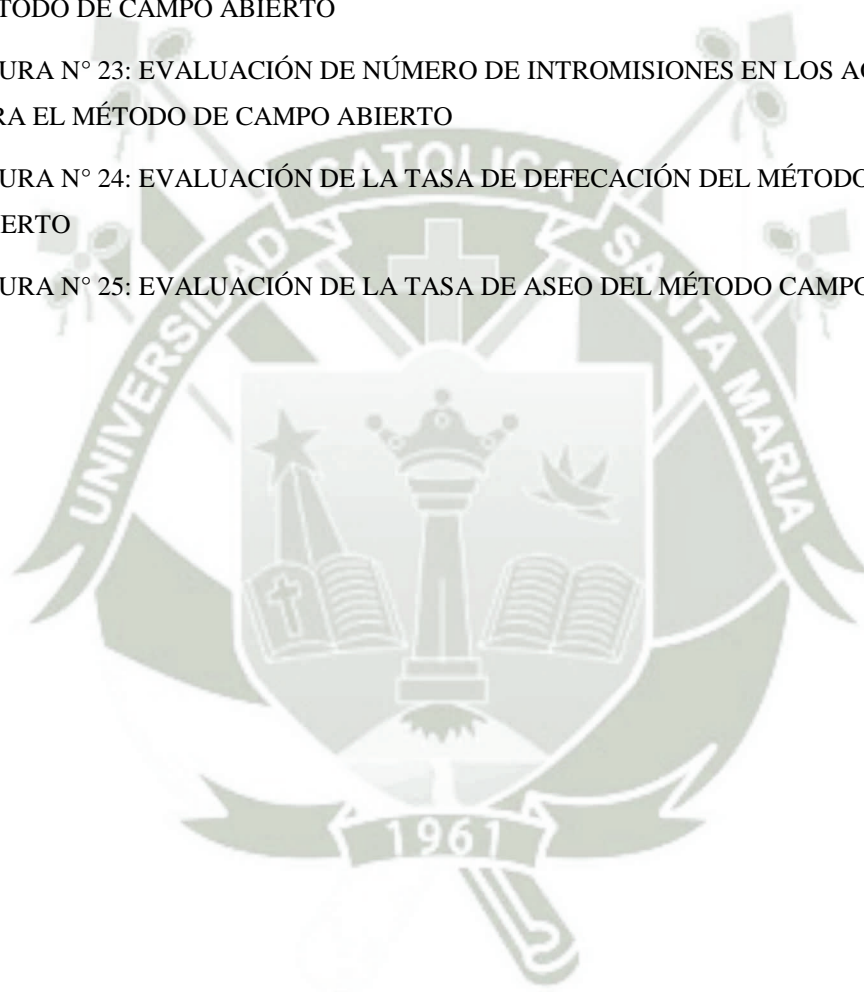 TODO DE CAMPO ABIERTO
URA N° 23: EVALUACIÓN DE NÚMERO DE INTROMISIONES EN LOS
RA EL MÉTODO DE CAMPO ABIERTO
URA N° 24: EVALUACIÓN DE LA TASA DE DEFECACIÓN DEL MÉTODO
IERTO
URA N° 25: EVALUACIÓN DE LA TASA DE ASEO DEL MÉTODO CAMPO
UNIVERSIDAD CATOLICA SANTA MARIA
1961